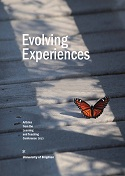 Evolving
Experiences
Articles
from the
Learning
and Teaching
Conference 2011
University of Brighton